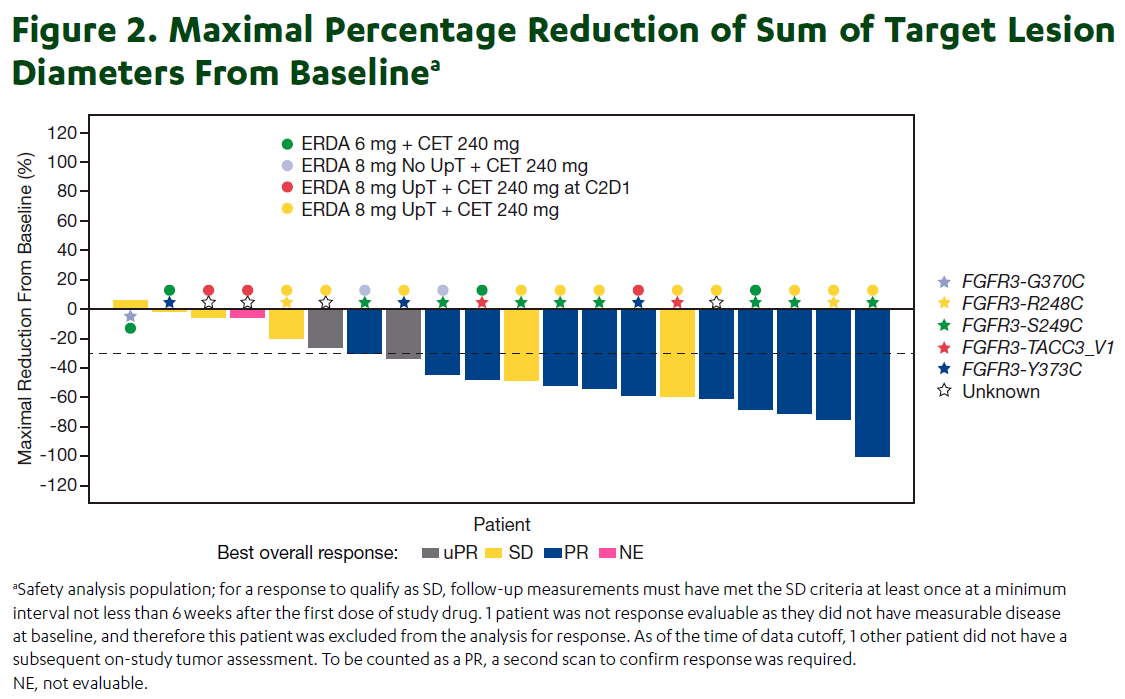 Figure 2. Maximal Percentage Reduction of Sum of Target Lesion
Diameters From Baselineᵃ
Maximal Reduction From Baseline (%)
120
100
80
60
40
20
0
-20
-40
-60
-80
-100
-120
ERDA 6 mg + CET 240 mg
ERDA 8 mg No UpT + CET 240 mg
ERDA 8 mg UpT + CET 240 mg at C2D1
ERDA 8 mg UpT + CET 240 mg
FGFR3-G370C
FGFR3-R248C
FGFR3-S249C
FGFR3-TACC3_V1
FGFR3-Y373C
Unknown
Patient
Best overall response: uPR SD PR NE
ᵃSafety analysis population; for a response to qualify as SD, follow-up measurements must have met the SD criteria at least once at a minimum
interval not less than 6 weeks after the first dose of study drug. 1 patient was not response evaluable as they did not have measurable disease
at baseline, and therefore this patient was excluded from the analysis for response. As of the time of data cutoff, 1 other patient did not have a
subsequent on-study tumor assessment. To be counted as a PR, a second scan to confirm response was required.
NE, not evaluable.